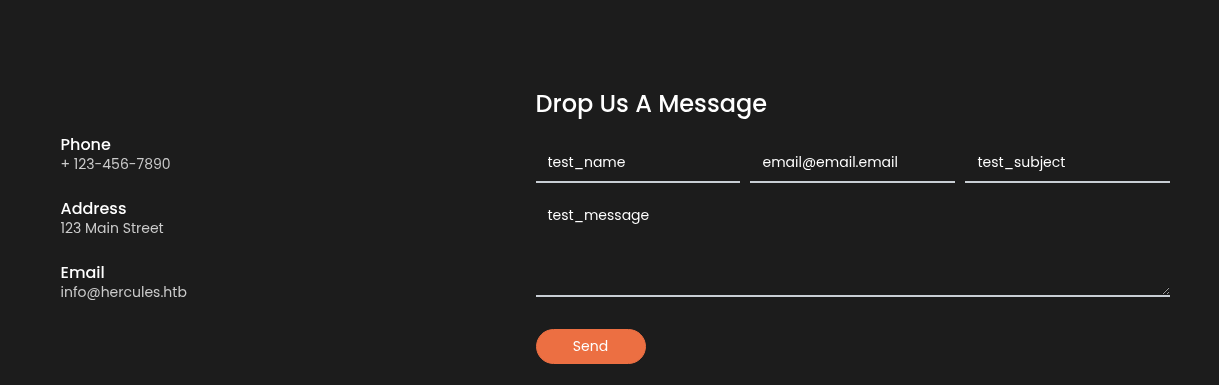 Drop Us A Message
Phone
+ 123-456-7890
Address
123 Main Street
Email
info@hercules.htb
test_name
email@email.email
test_subject
test_message
Send